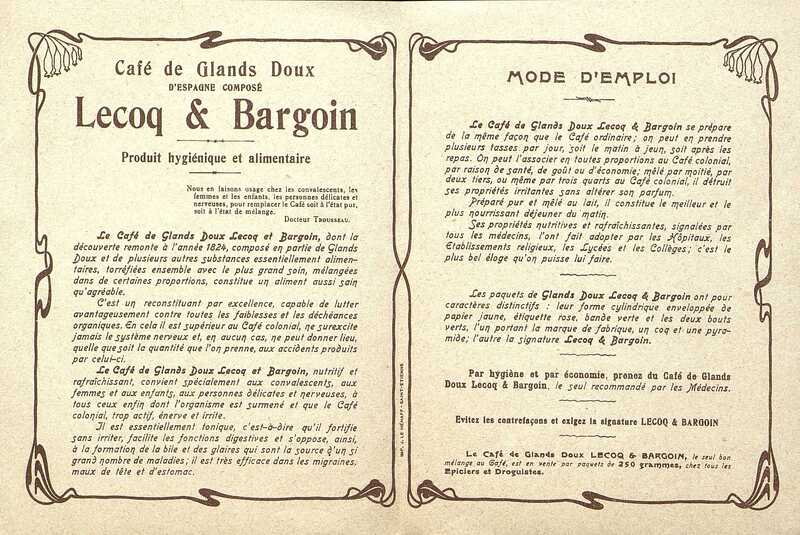 Café de Glands Doux
D'ESPAGNE COMPOSÉ
Lecoq & Bargoin
Produit hygiénique et alimentaire
Nous en faisons usage chez les convalescents, les
femmes et les enfants, les personnes délicates et
nerveuses, pour remplacer le Café soit à l'état pur,
soit à l'état de mélange.
Docteur TROUSSEAU.
Le Café de Glands Doux Lecoq et Bargoin, dont la
découverte remonte à l'année 1824, composé en partie de Glands
Doux et de plusieurs autres substances essentiellement alimen-
taires, torréfiées ensemble avec le plus grand soin, mélangées
dans de certaines proportions, constitue un aliment aussi sain
qu'agréable.
C'est un reconstituant par excellence, capable de lutter
avantageusement contre toutes les faiblesses et les déchéances
organiques. En cela il est supérieur au Café colonial, ne surexcite
jamais le système nerveux et, en aucun cas, ne peut donner lieu,
quelle que soit la quantité que l'on prenne, aux accidents produits
par celui-ci.
Le Café de Glands Doux Lecoq et Bargoin, nutritif et
rafraîchissant, convient spécialement aux convalescents, aux
femmes et aux enfants, aux personnes délicates et nerveuses, à
tous ceux enfin dont l'organisme est surmené et que le Café
colonial, trop actif, énerve et irrite.
Il est essentiellement tonique, c'est-à-dire qu'il fortifie
sans irriter, facilite les fonctions digestives et s'oppose, ainsi,
à la formation de la bile et des glaires qui sont la source d'un si
grand nombre de maladies; il est très efficace dans les migraines,
maux de tête et d'estomac.
IMP. J. LE HÉNAFF - SAINT-ETIENNE
MODE D'EMPLOI
Le Café de Glands Doux Lecoq & Bargoin se prépare
de la même façon que le Café ordinaire; on peut en prendre
plusieurs tasses par jour, soit le matin à jeun, soit après les
repas. On peut l'associer en toutes proportions au Café colonial,
par raison de santé, de goût ou d'économie; mêlé par moitié, par
deux tiers, ou même par trois quarts au Café colonial, il détruit
ses propriétés irritantes sans altérer son parfum.
Préparé pur et mêlé au lait, il constitue le meilleur et le
plus nourrissant déjeuner du matin.
Ses propriétés nutritives et rafraîchissantes, signalées par
tous les médecins, l'ont fait adopter par les Hôpitaux, les
Etablissements religieux, les Lycées et les Collèges; c'est le
plus bel éloge qu'on puisse lui faire.
Les paquets de Glands Doux Lecoq & Bargoin ont pour
caractères distinctifs : leur forme cylindrique enveloppée de
papier jaune, étiquette rose, bande verte et les deux bouts
verts, l'un portant la marque de fabrique, un coq et une pyra-
mide; l'autre la signature Lecoq & Bargoin.
Par hygiène et par économie, prenez du Café de Glands
Doux Lecoq & Bargoin, le seul recommandé par les Médecins.
Evitez les contrefaçons et exigez la signature LECOQ & BARGOIN
Le Café de Glands Doux LECOQ & BARGOIN, le seul bon
mélange au Café, est en vente par paquets de 250 grammes, chez tous les
Epiciers et Droguistes.